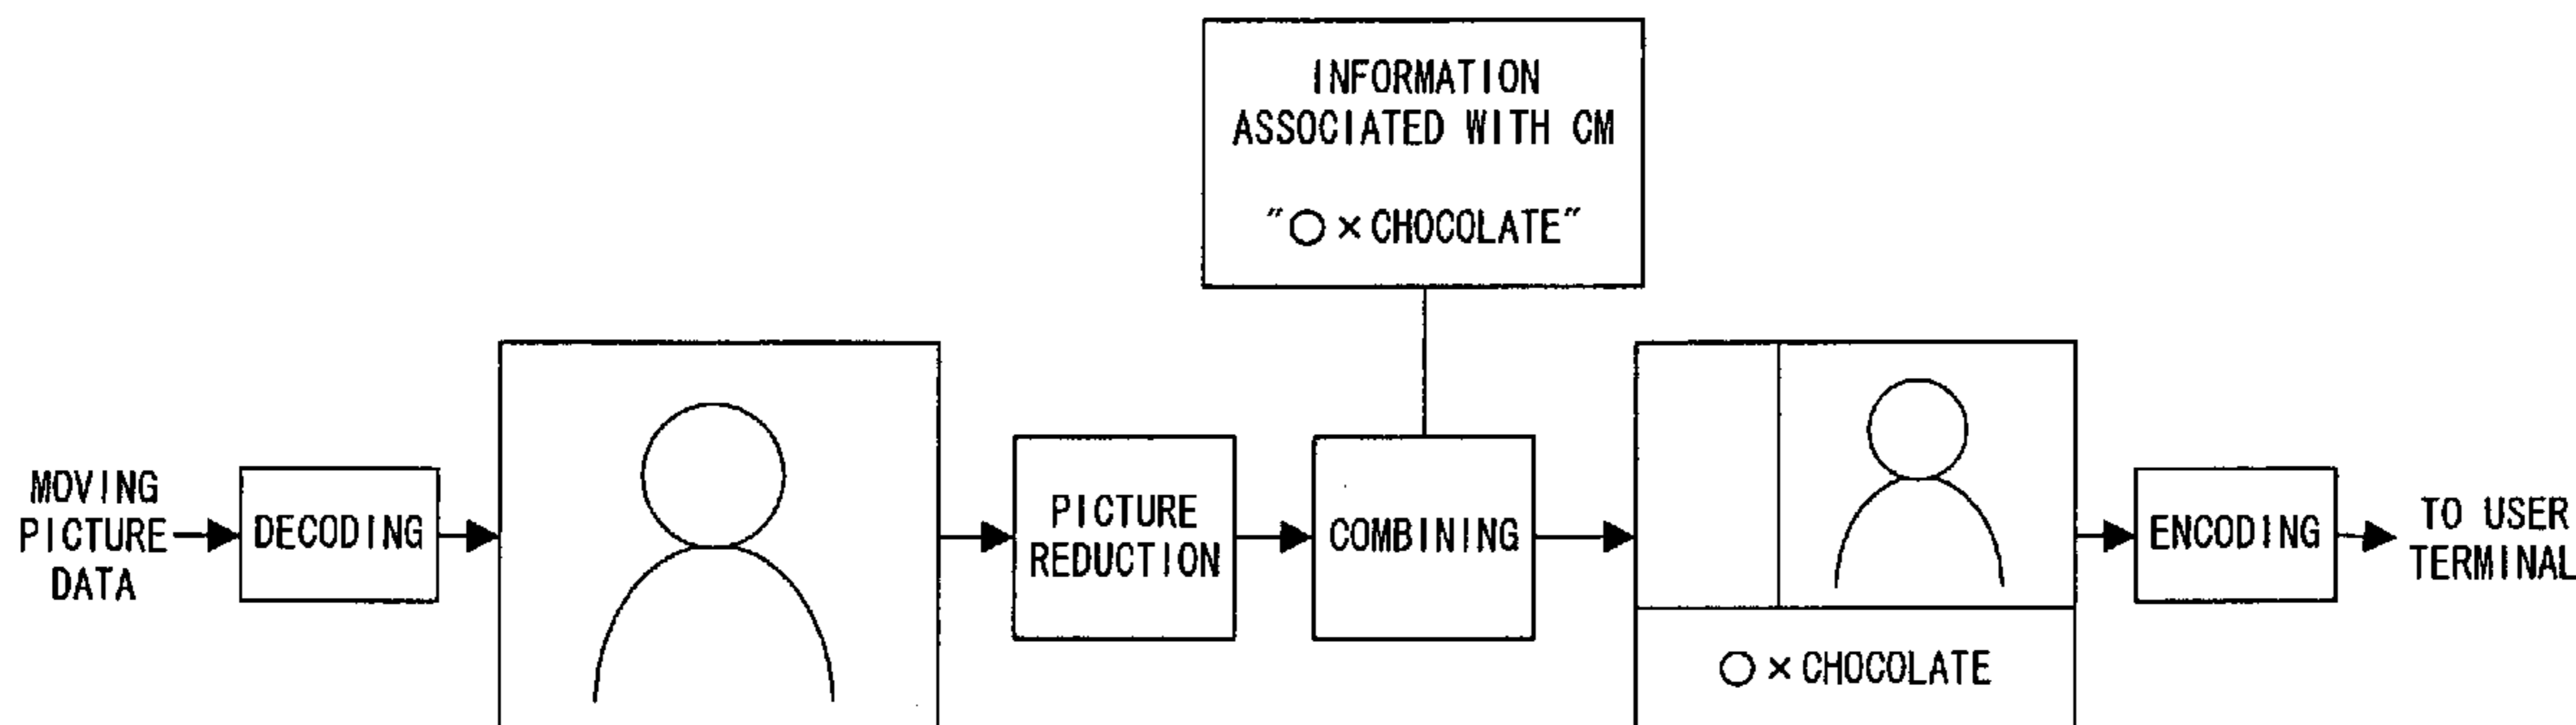 INFORMATION
ASSOCIATED WITH CM
"○×CHOCOLATE"
MOVING
PICTURE
DATA
DECODING
PICTURE
REDUCTION
COMBINING
○×CHOCOLATE
ENCODING
TO USER
TERMINAL